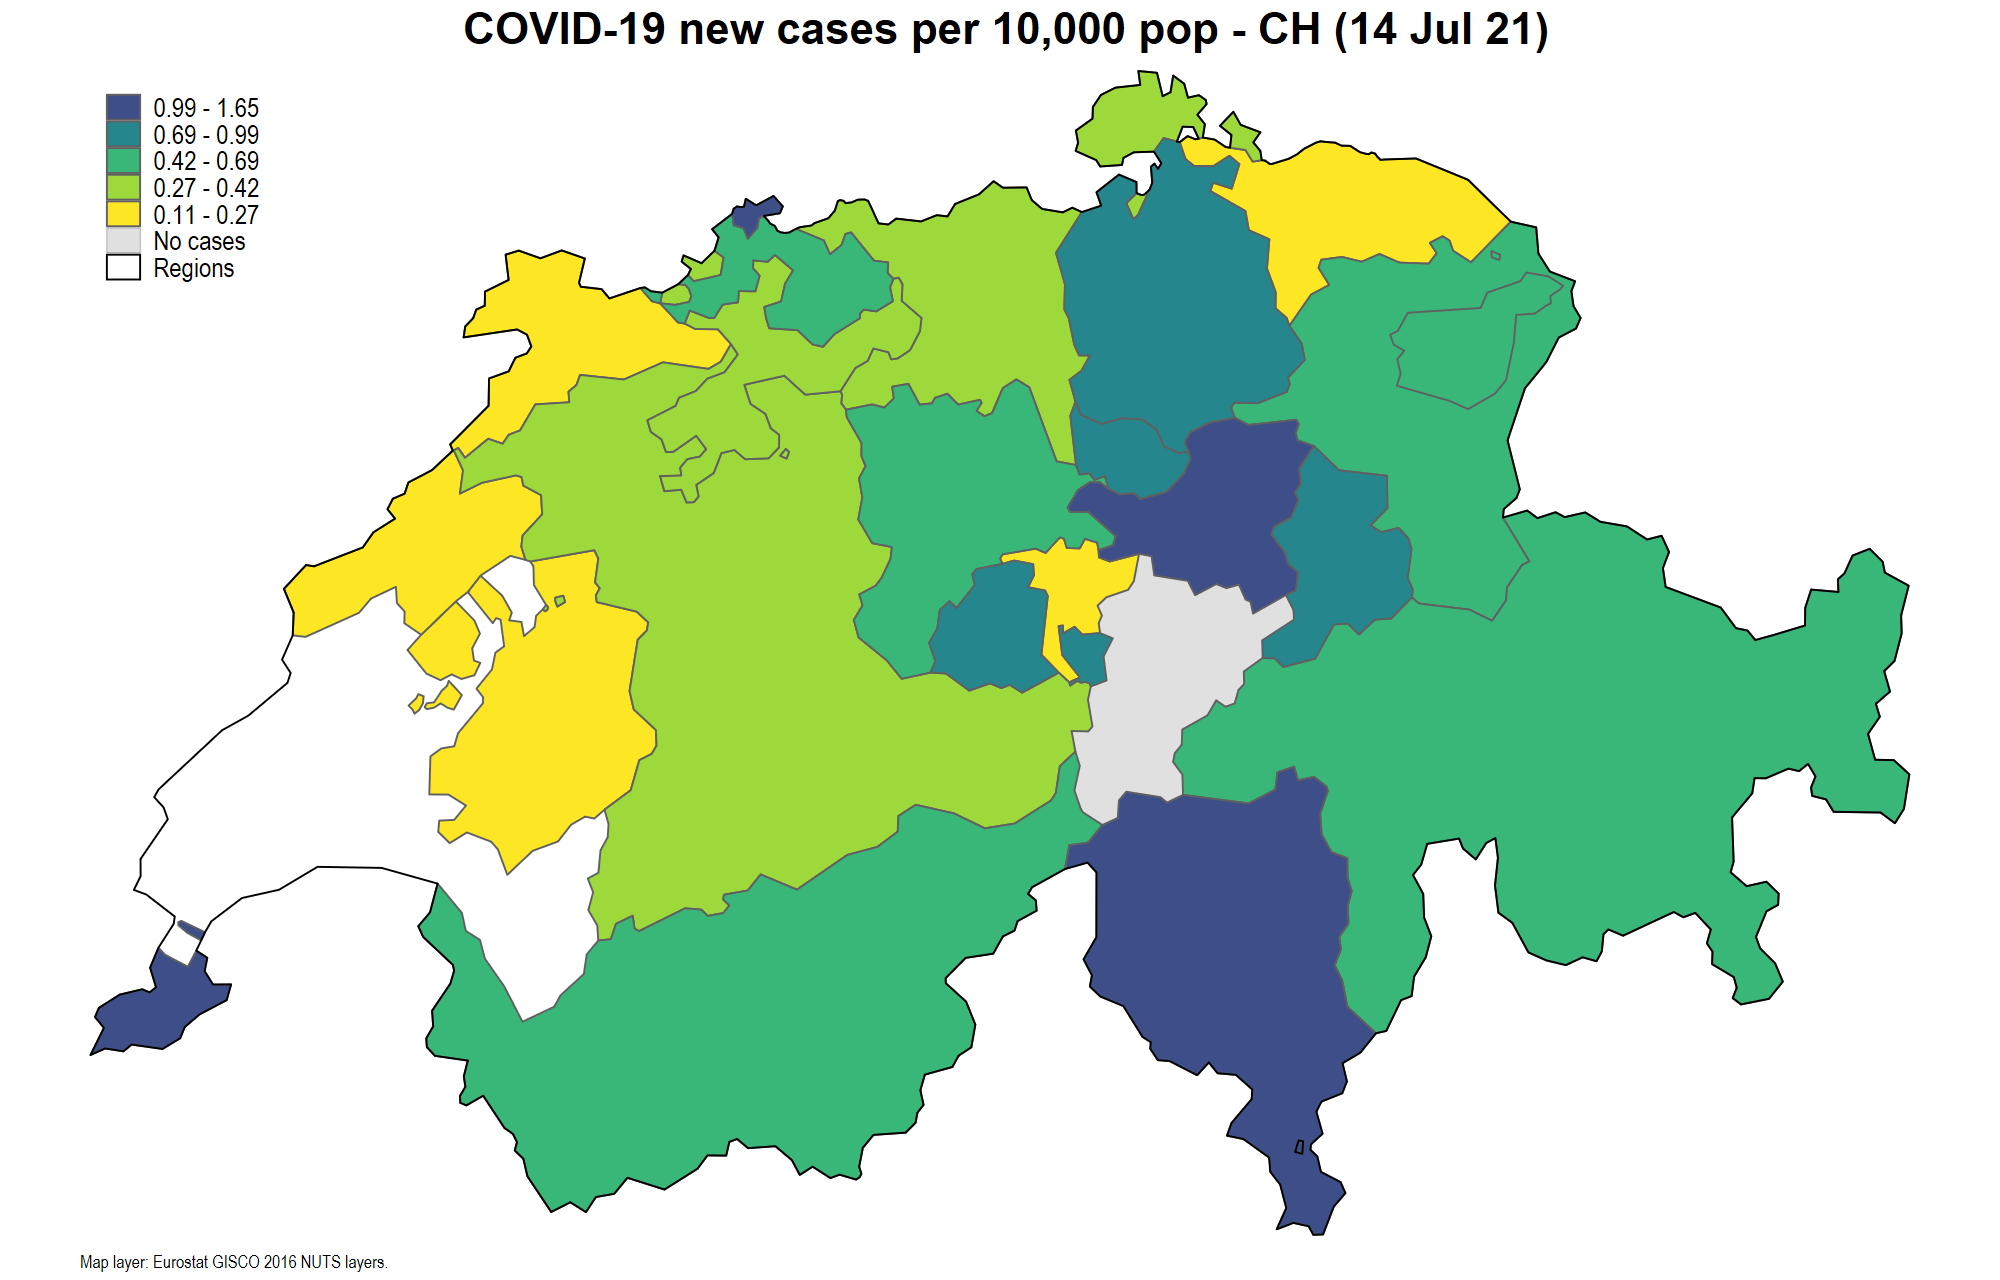 COVID-19 new cases per 10,000 pop - CH (14 Jul 21)
0.99 - 1.65
0.69 - 0.99
0.42 - 0.69
0.27 - 0.42
0.11 - 0.27
No cases
Regions
Map layer: Eurostat GISCO 2016 NUTS layers.